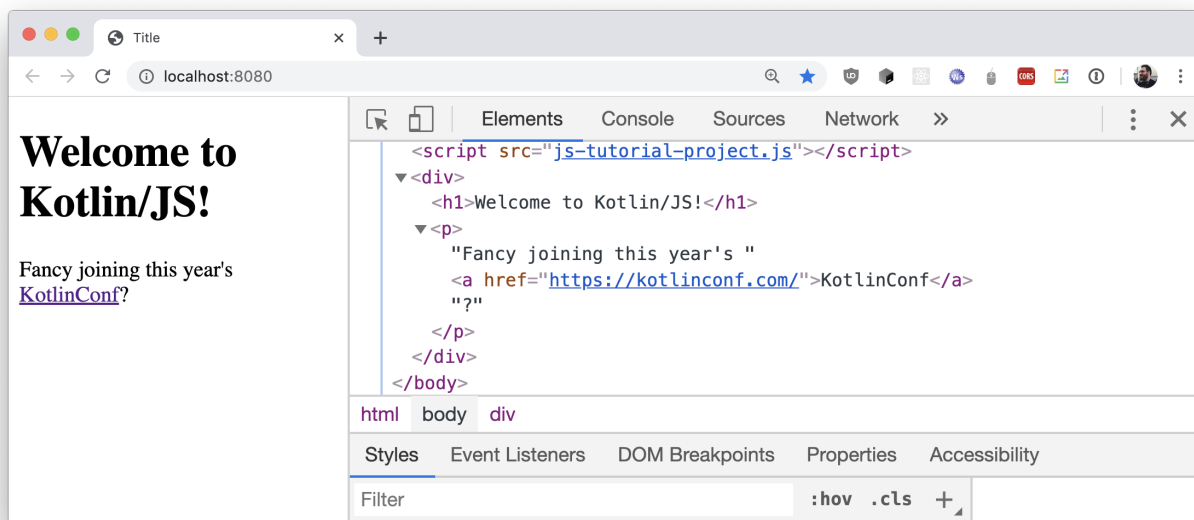 Title
localhost:8080
CORS
Welcome to
Kotlin/JS!
Fancy joining this year's
KotlinConf?
Elements Console Sources Network »
<script src="js-tutorial-project.js"></script>
▼<div>
<h1>Welcome to Kotlin/JS!</h1>
▼<p>
"Fancy joining this year's "
<a href="https://kotlinconf.com/">KotlinConf</a>
"?"
</p>
</div>
</body>
html body div
Styles Event Listeners DOM Breakpoints Properties Accessibility
Filter :hov .cls +